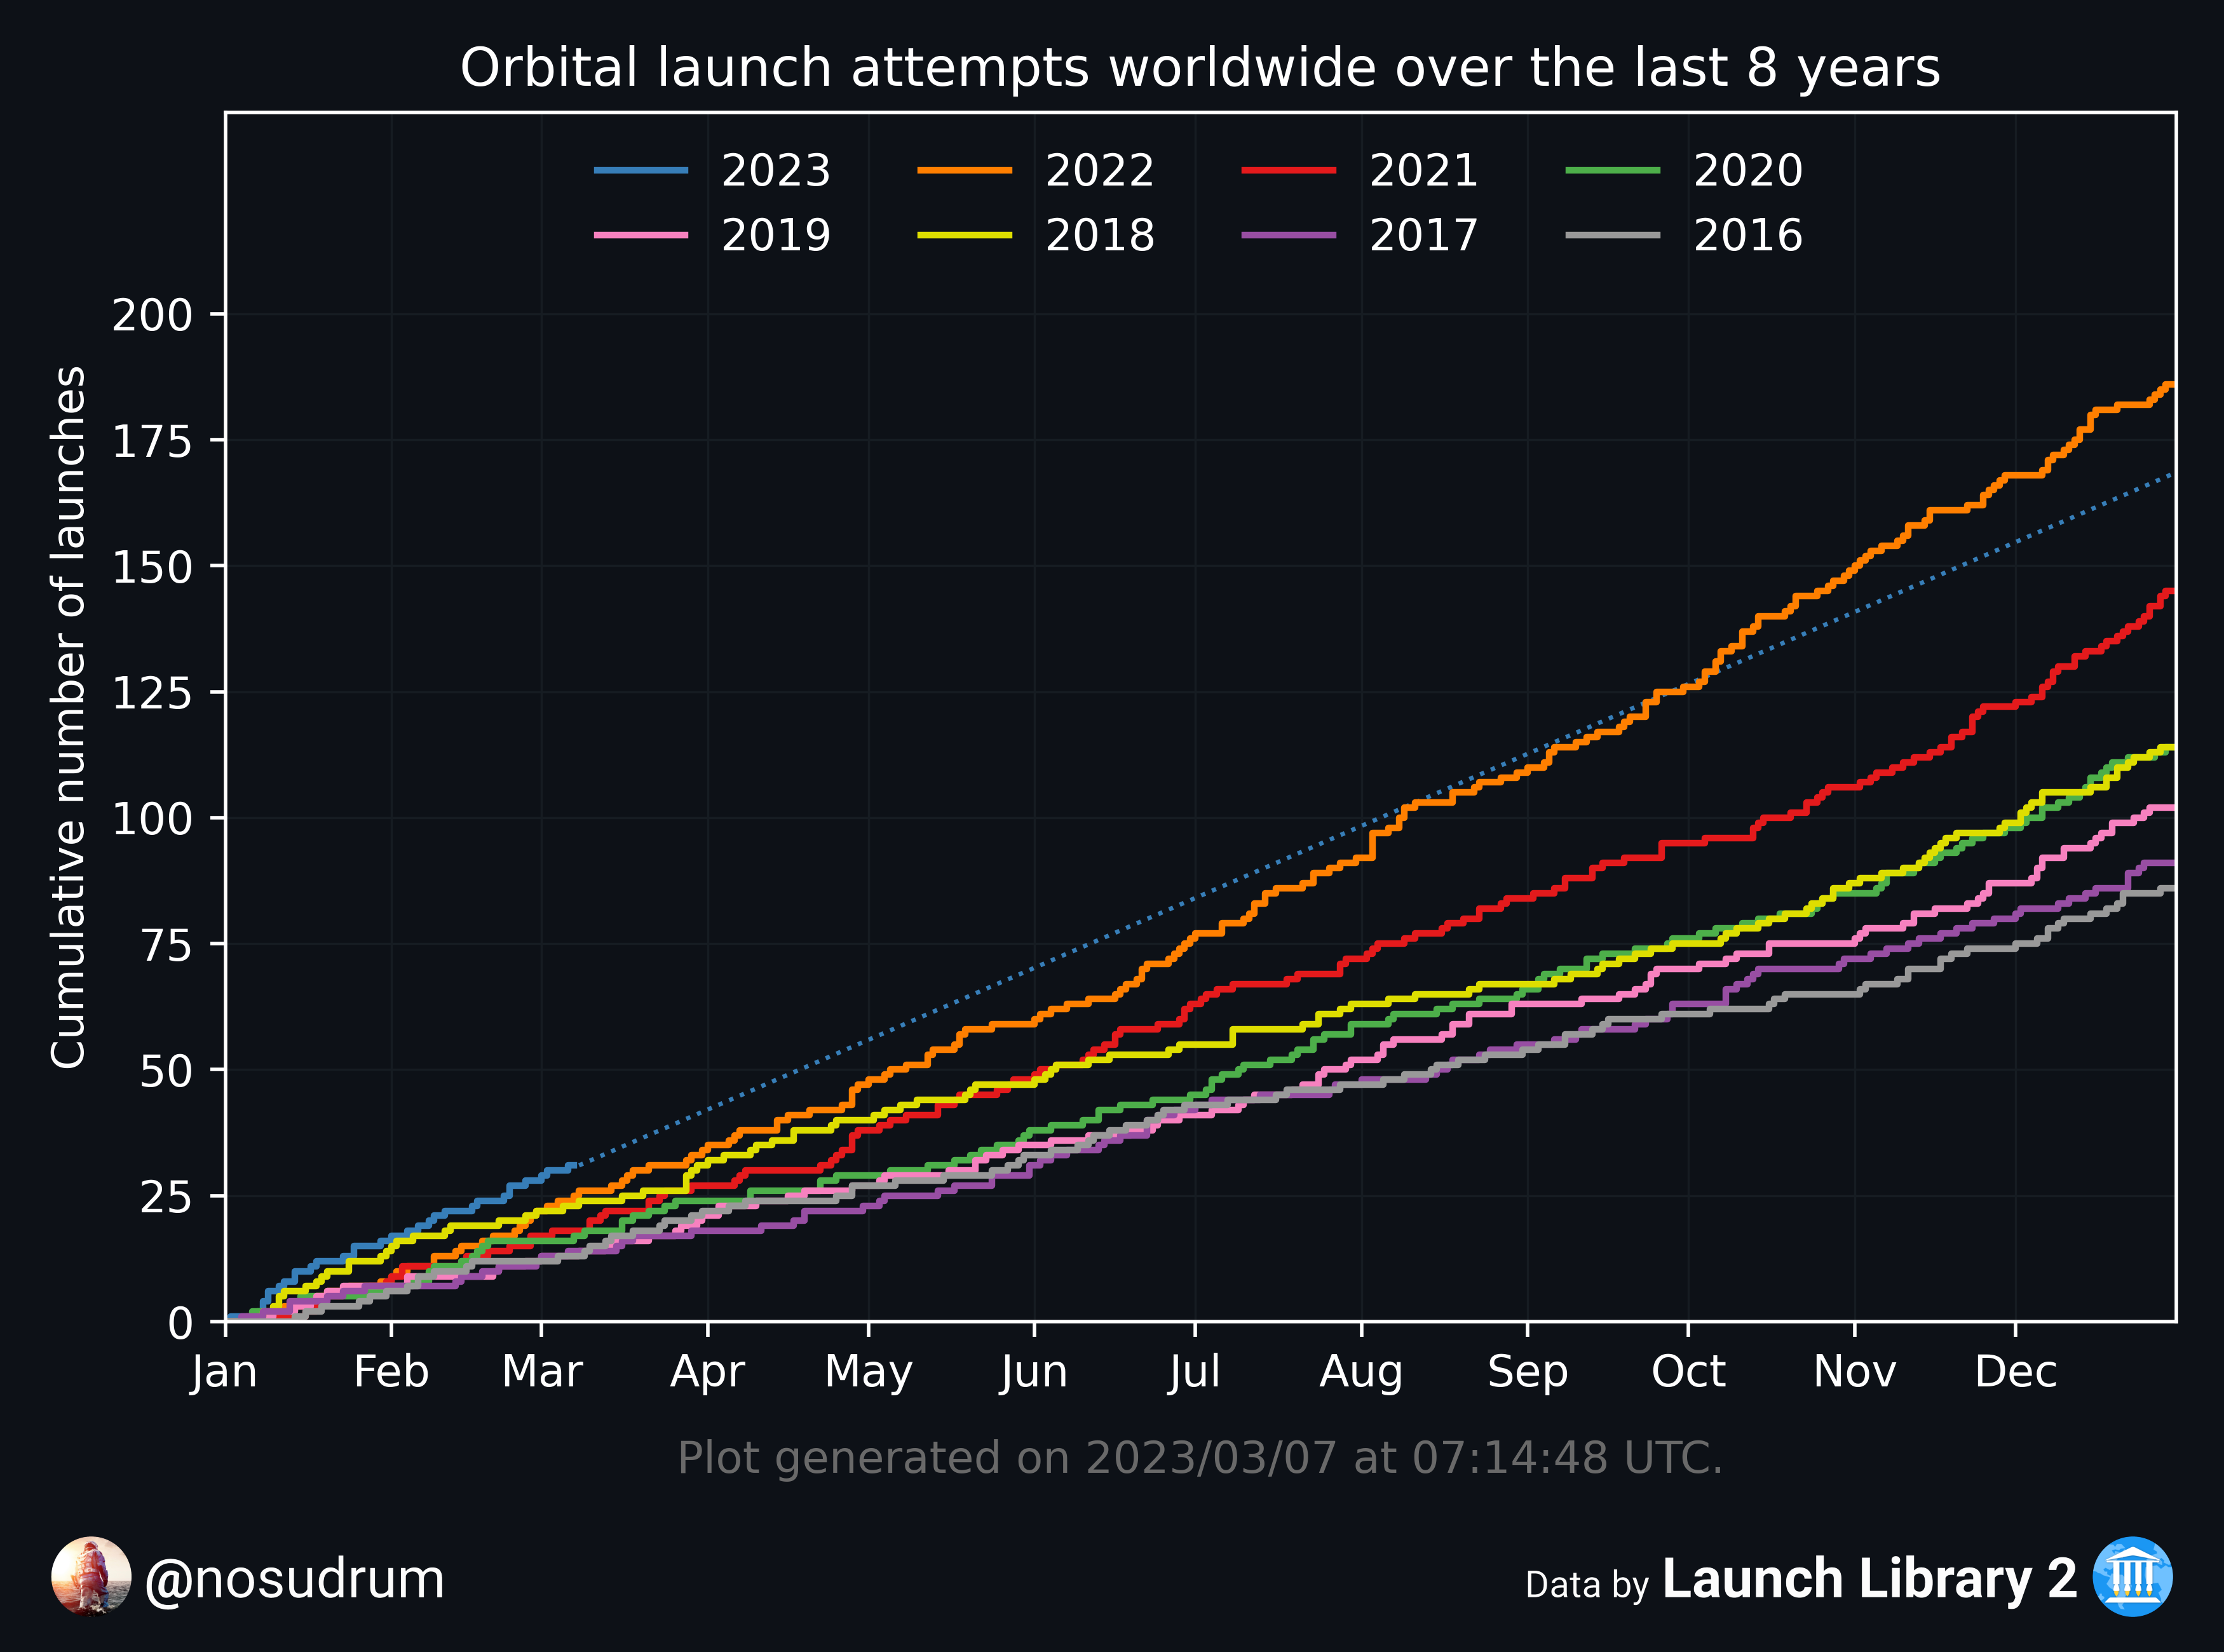 Orbital launch attempts worldwide over the last 8 years
2023 2022 2021 2020
2019 2018 2017 2016
Cumulative number of launches
200
175
150
125
100
75
50
25
0
Jan Feb Mar Apr May Jun Jul Aug Sep Oct Nov Dec
Plot generated on 2023/03/07 at 07:14:48 UTC.
@nosudrum
Data by Launch Library 2